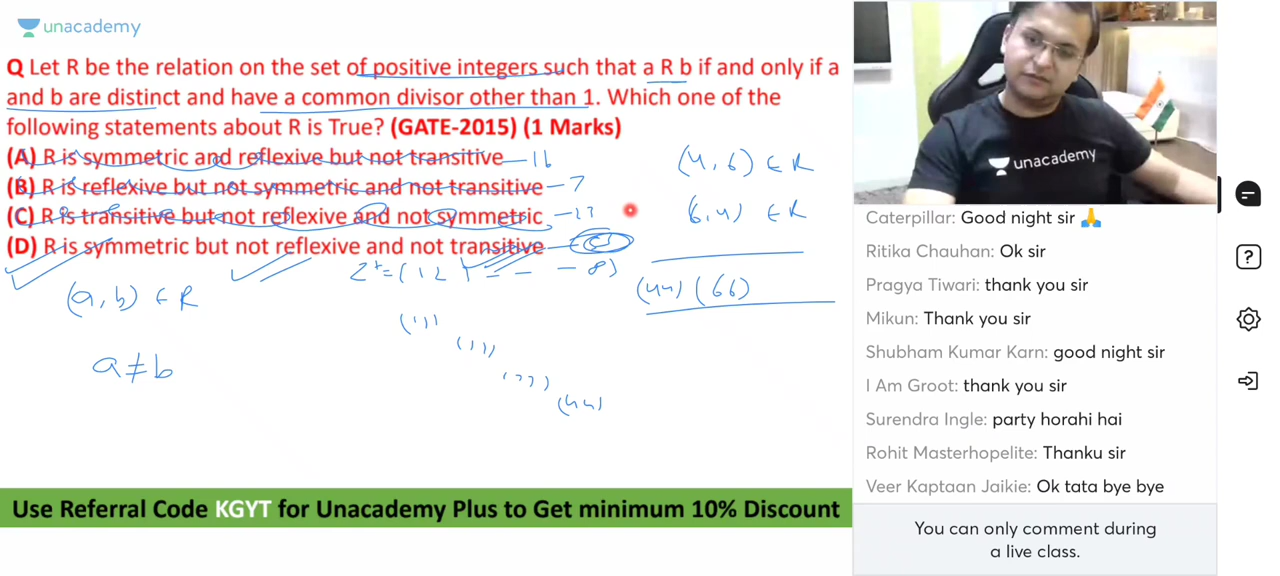 unacademy
Q Let R be the relation on the set of positive integers such that a R b if and only if a
and b are distinct and have a common divisor other than 1. Which one of the
following statements about R is True? (GATE-2015) (1 Marks)
(A) R is symmetric and reflexive but not transitive – 16
(B) R is reflexive but not symmetric and not transitive – 7
(C) R is transitive but not reflexive and not symmetric – 23
(D) R is symmetric but not reflexive and not transitive
(a, b) ∈ R
a ≠ b
(4, 6) ∈ R
6, 4) ∈ R
(44) (66)
(44)
Use Referral Code KGYT for Unacademy Plus to Get minimum 10% Discount
unacademy
Caterpillar: Good night sir 🙏
Ritika Chauhan: Ok sir
Pragya Tiwari: thank you sir
Mikun: Thank you sir
Shubham Kumar Karn: good night sir
I Am Groot: thank you sir
Surendra Ingle: party horahi hai
Rohit Masterhopelite: Thanku sir
Veer Kaptaan Jaikie: Ok tata bye bye
You can only comment during
a live class.